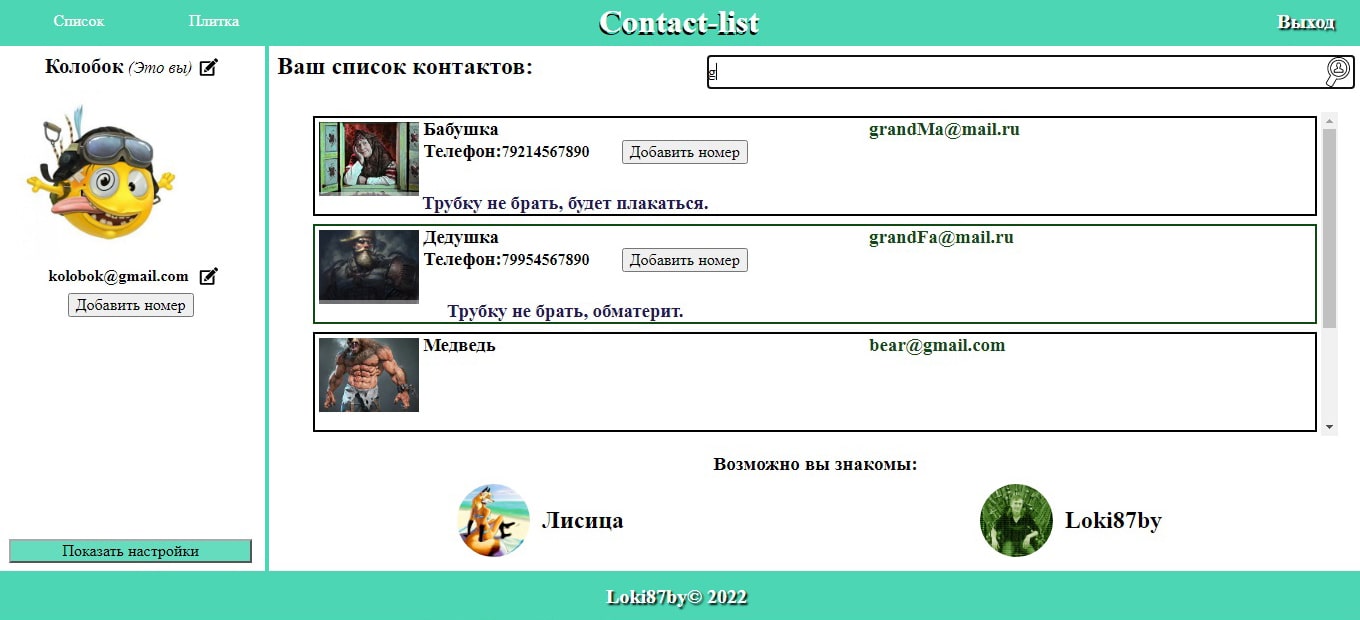 Список Плитка Contact-list Выход
Колобок (Это вы)
kolobok@gmail.com
Добавить номер
Показать настройки
Ваш список контактов:
g
Бабушка grandMa@mail.ru
Телефон:79214567890 Добавить номер
Трубку не брать, будет плакаться.
Дедушка grandFa@mail.ru
Телефон:79954567890 Добавить номер
Трубку не брать, обматерит.
Медведь bear@gmail.com
Возможно вы знакомы:
Лисица Loki87by
Loki87by© 2022